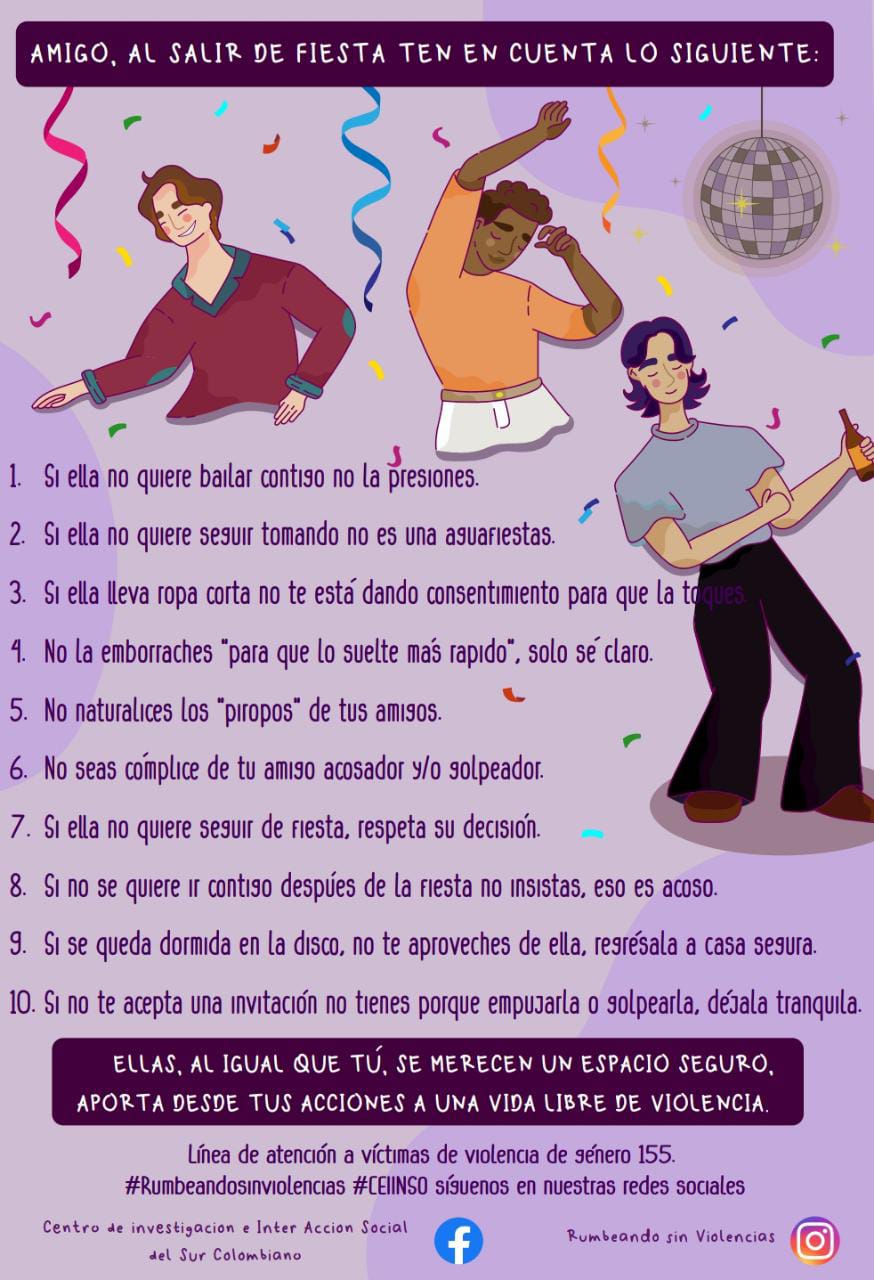 AMIGO, AL SALIR DE FIESTA TEN EN CUENTA LO SIGUIENTE:
1. Si ella no quiere bailar contigo no la presiones.
2. Si ella no quiere seguir tomando no es una aguafiestas.
3. Si ella lleva ropa corta no te está dando consentimiento para que la toques.
4. No la emborraches "para que lo suelte más rapido", solo sé claro.
5. No naturalices los "piropos" de tus amigos.
6. No seas cómplice de tu amigo acosador y/o golpeador.
7. Si ella no quiere seguir de fiesta, respeta su decisión.
8. Si no se quiere ir contigo despúes de la fiesta no insistas, eso es acoso.
9. Si se queda dormida en la disco, no te aproveches de ella, regrésala a casa segura.
10. Si no te acepta una invitación no tienes porque empujarla o golpearla, déjala tranquila.
ELLAS, AL IGUAL QUE TÚ, SE MERECEN UN ESPACIO SEGURO,
APORTA DESDE TUS ACCIONES A UNA VIDA LIBRE DE VIOLENCIA.
Línea de atención a víctimas de violencia de género 155.
#Rumbeandosinviolencias #CEIINSO síguenos en nuestras redes sociales
Centro de investigacion e Inter Accion Social
del Sur Colombiano
Rumbeando sin Violencias